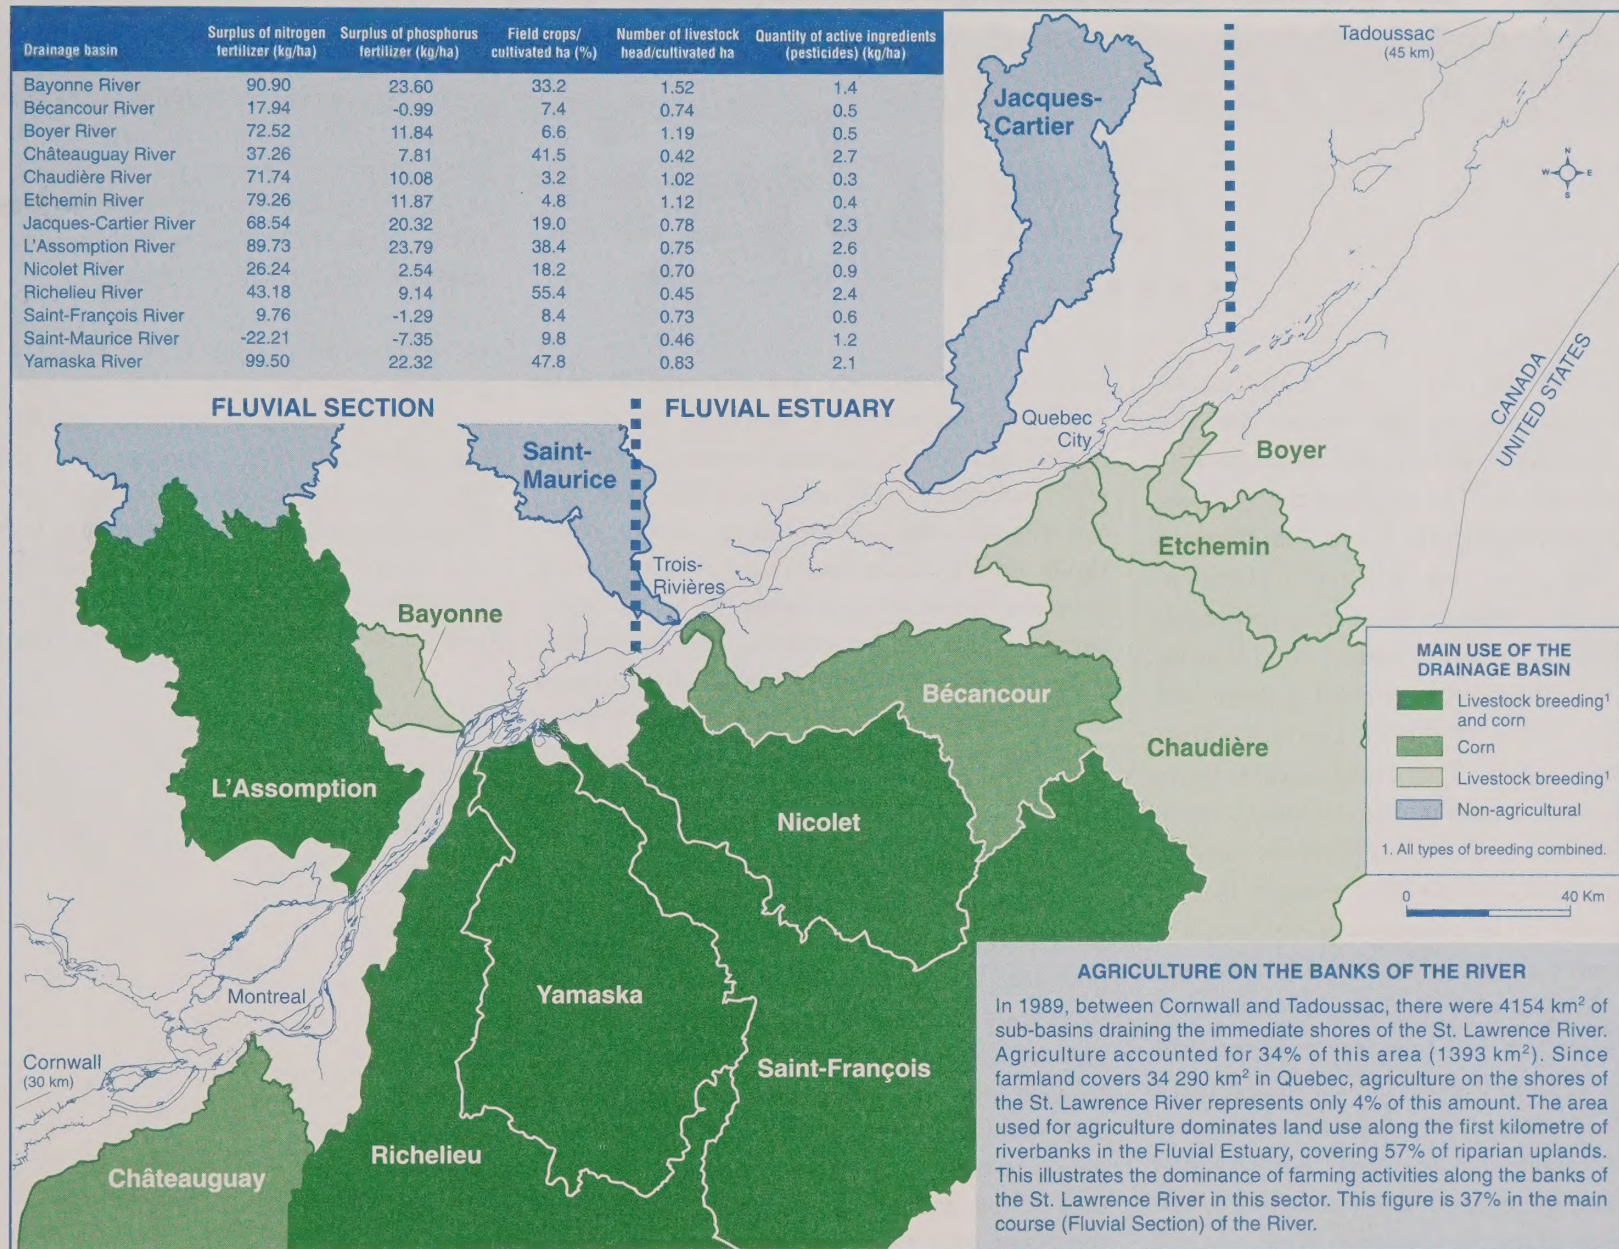 Drainage basin Surplus of nitrogen fertilizer (kg/ha) Surplus of phosphorus fertilizer (kg/ha) Field crops/ cultivated ha (%) Number of livestock head/cultivated ha Quantity of active ingredients (pesticides) (kg/ha)
Bayonne River 90.90 23.60 33.2 1.52 1.4
Bécancour River 17.94 -0.99 7.4 0.74 0.5
Boyer River 72.52 11.84 6.6 1.19 0.5
Châteauguay River 37.26 7.81 41.5 0.42 2.7
Chaudière River 71.74 10.08 3.2 1.02 0.3
Etchemin River 79.26 11.87 4.8 1.12 0.4
Jacques-Cartier River 68.54 20.32 19.0 0.78 2.3
L'Assomption River 89.73 23.79 38.4 0.75 2.6
Nicolet River 26.24 2.54 18.2 0.70 0.9
Richelieu River 43.18 9.14 55.4 0.45 2.4
Saint-François River 9.76 -1.29 8.4 0.73 0.6
Saint-Maurice River -22.21 -7.35 9.8 0.46 1.2
Yamaska River 99.50 22.32 47.8 0.83 2.1
Tadoussac
(45 km)
Jacques-
Cartier
N
W E
S
CANADA
UNITED STATES
FLUVIAL SECTION
FLUVIAL ESTUARY
Quebec
City
Boyer
Saint-
Maurice
Etchemin
Trois-
Rivières
Bayonne
Bécancour
Chaudière
L'Assomption
Nicolet
MAIN USE OF THE
DRAINAGE BASIN
Livestock breeding¹
and corn
Corn
Livestock breeding¹
Non-agricultural
1. All types of breeding combined.
0 40 Km
Montreal
Yamaska
Cornwall
(30 km)
Saint-François
Richelieu
Châteauguay
AGRICULTURE ON THE BANKS OF THE RIVER
In 1989, between Cornwall and Tadoussac, there were 4154 km² of
sub-basins draining the immediate shores of the St. Lawrence River.
Agriculture accounted for 34% of this area (1393 km²). Since
farmland covers 34 290 km² in Quebec, agriculture on the shores of
the St. Lawrence River represents only 4% of this amount. The area
used for agriculture dominates land use along the first kilometre of
riverbanks in the Fluvial Estuary, covering 57% of riparian uplands.
This illustrates the dominance of farming activities along the banks of
the St. Lawrence River in this sector. This figure is 37% in the main
course (Fluvial Section) of the River.